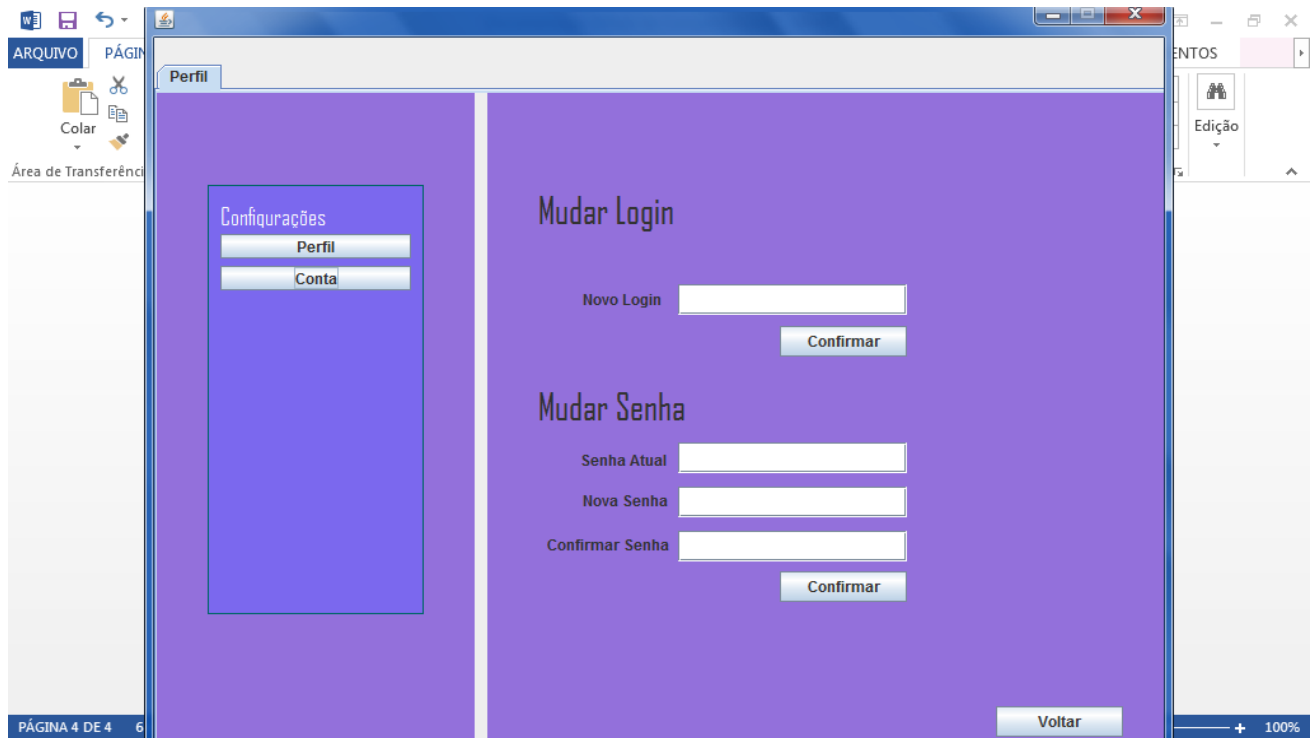 ARQUIVO
PÁGIN
ENTOS
Colar
Edição
Área de Transferênci
Perfil
Configurações
Perfil
Conta
Mudar Login
Novo Login
Confirmar
Mudar Senha
Senha Atual
Nova Senha
Confirmar Senha
Confirmar
Voltar
PÁGINA 4 DE 4 6
100%